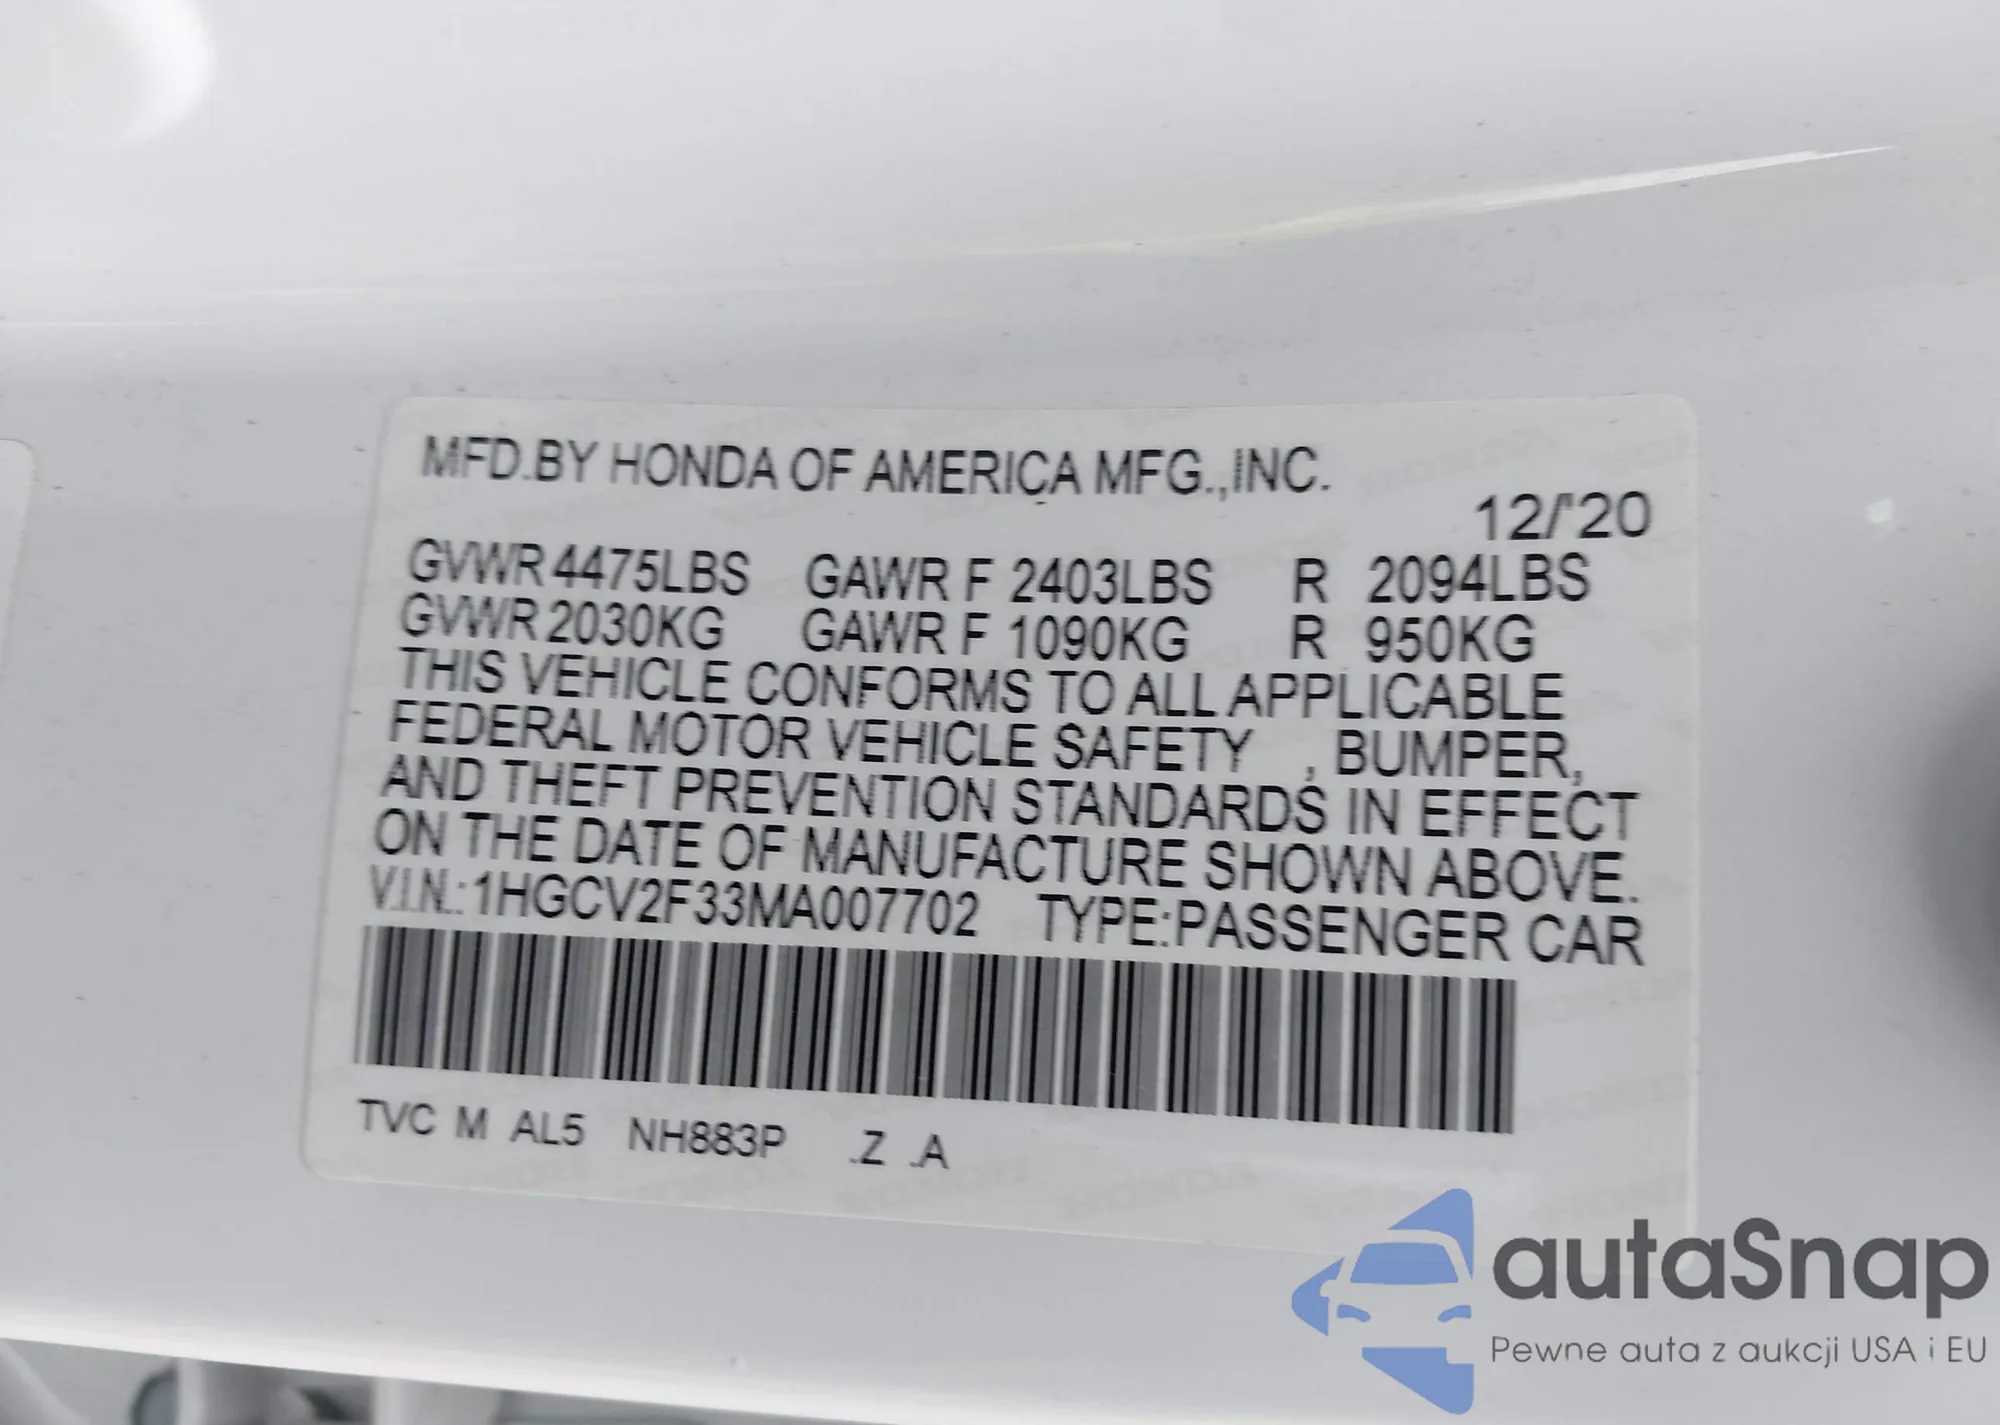 MFD.BY HONDA OF AMERICA MFG.,INC.
12/'20
GVWR 4475LBS GAWR F 2403LBS R 2094LBS
GVWR 2030KG GAWR F 1090KG R 950KG
THIS VEHICLE CONFORMS TO ALL APPLICABLE
FEDERAL MOTOR VEHICLE SAFETY , BUMPER,
AND THEFT PREVENTION STANDARDS IN EFFECT
ON THE DATE OF MANUFACTURE SHOWN ABOVE.
V.I.N.: 1HGCV2F33MA007702 TYPE:PASSENGER CAR
TVC M AL5 NH883P .Z .A
autaSnap
Pewne auta z aukcji USA i EU